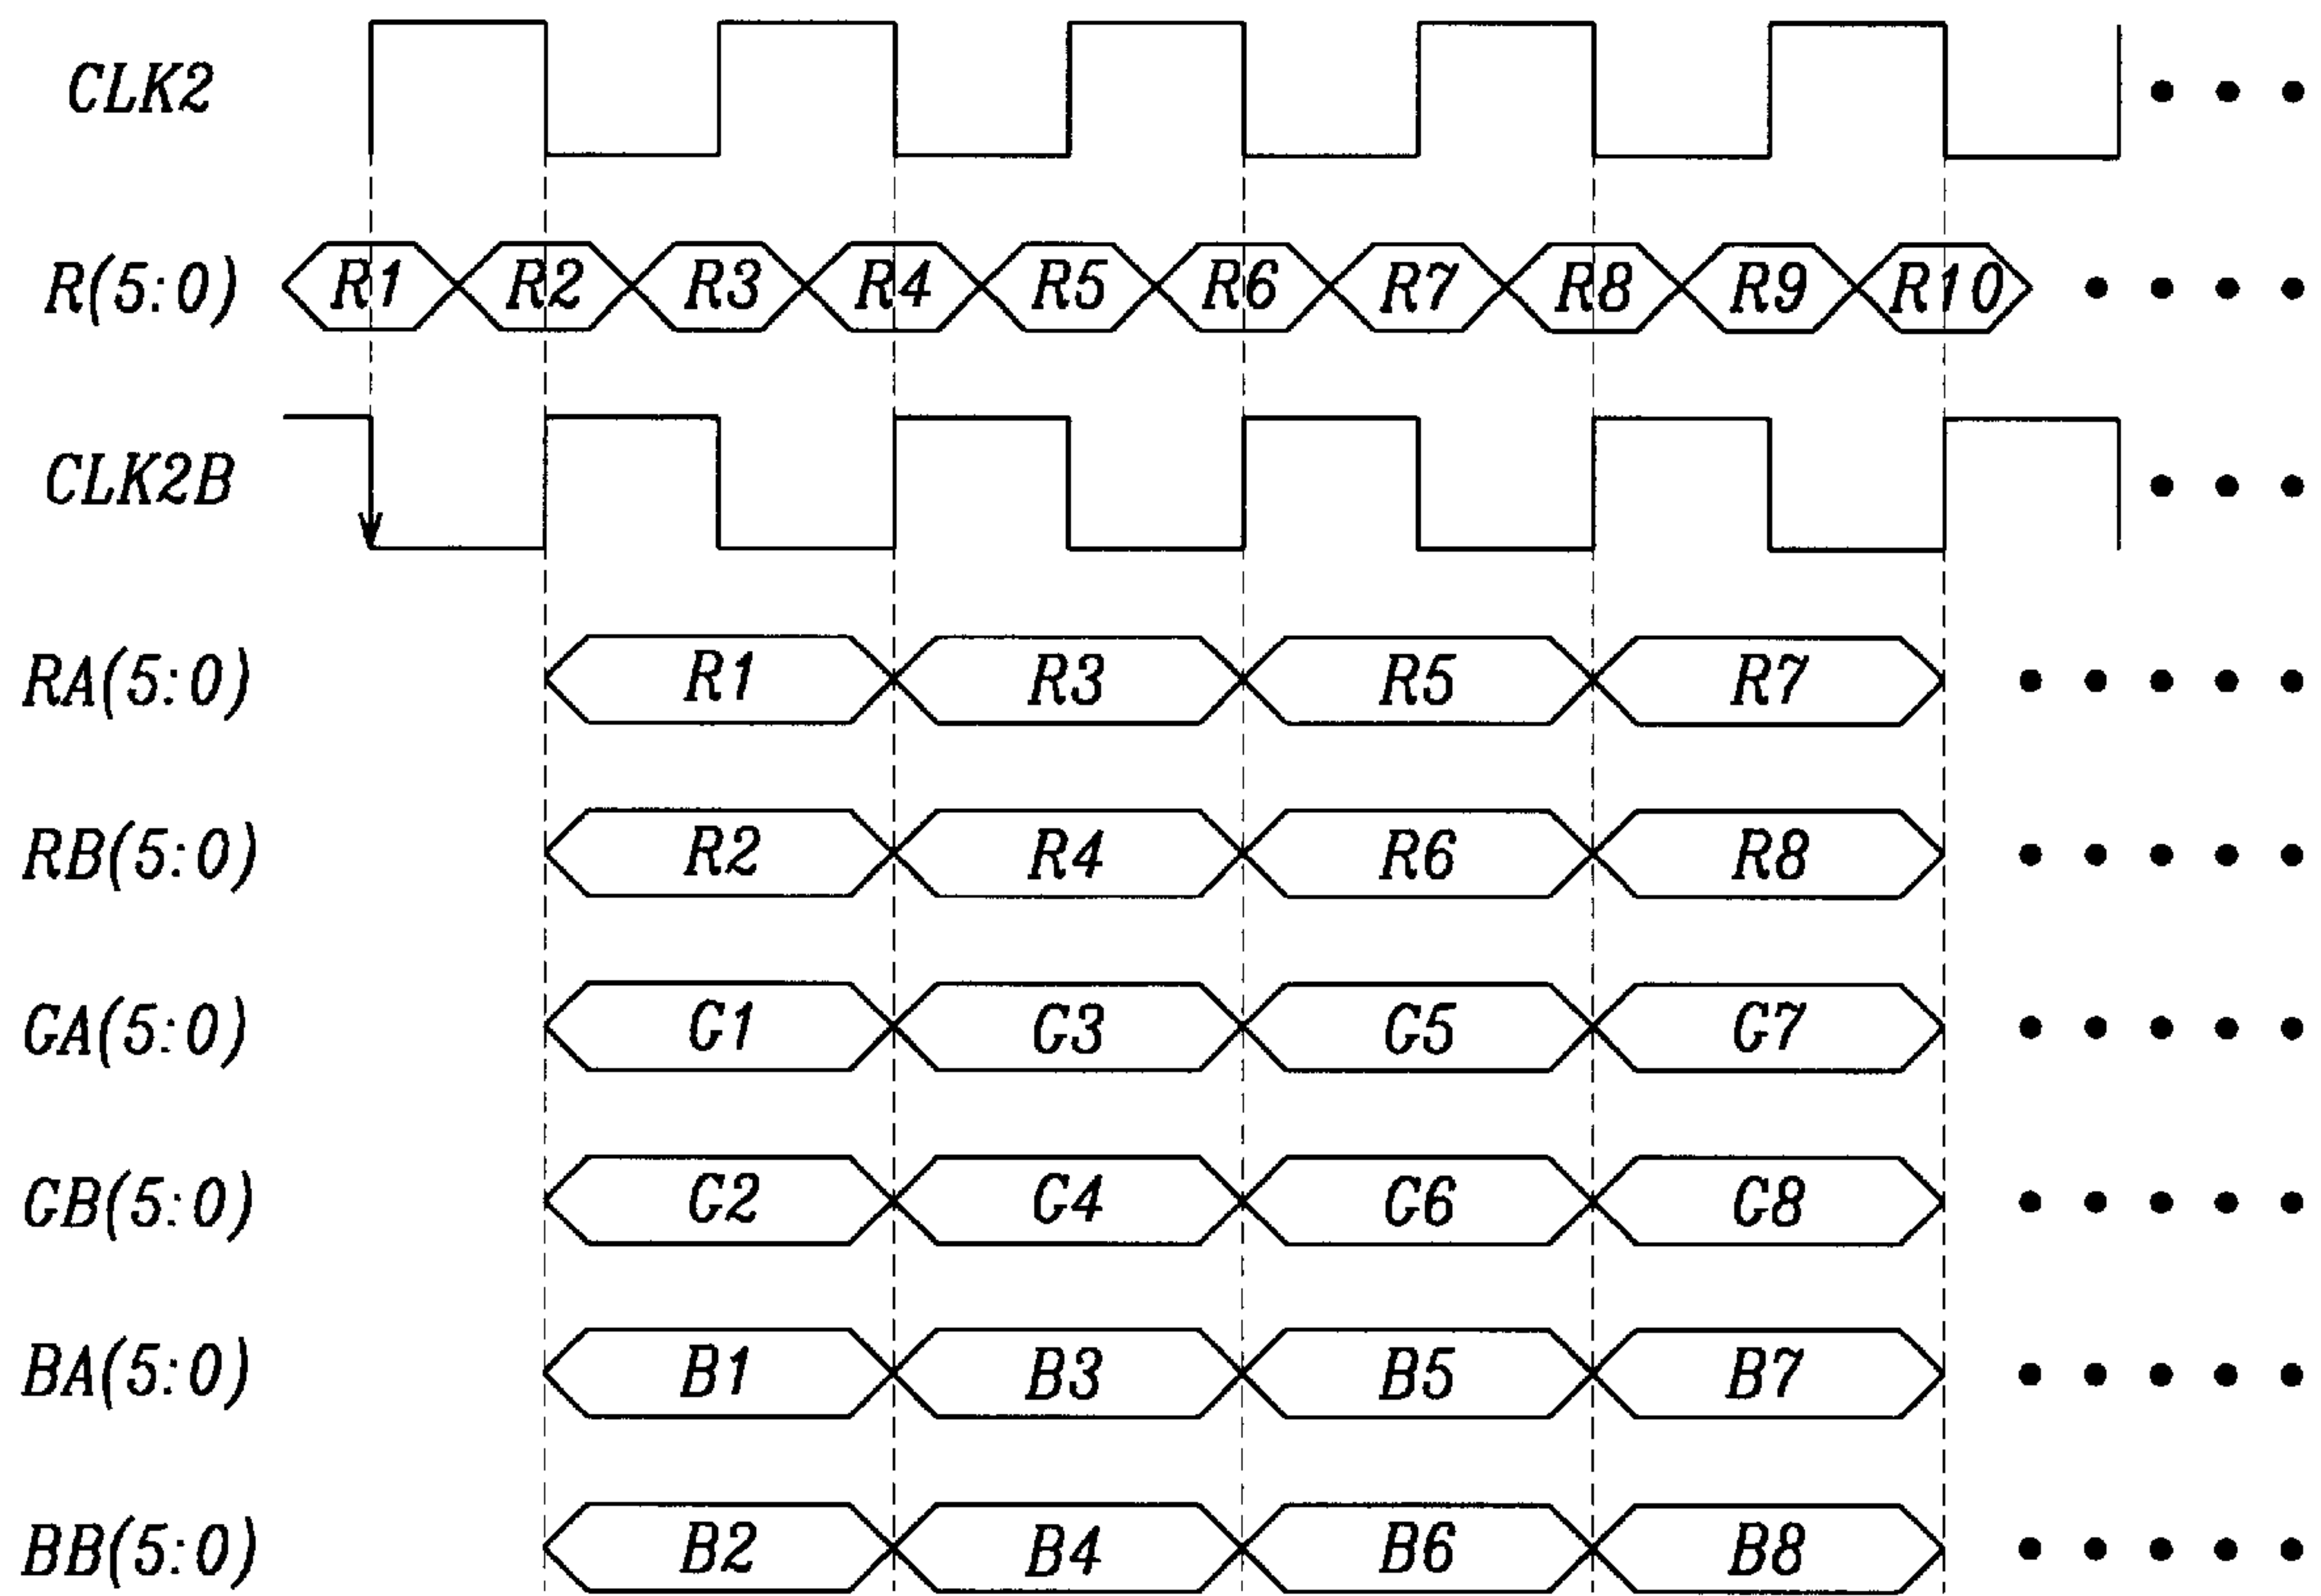 CLK2
R(5:0) R1 R2 R3 R4 R5 R6 R7 R8 R9 R10
CLK2B
RA(5:0) R1 R3 R5 R7
RB(5:0) R2 R4 R6 R8
GA(5:0) G1 G3 G5 G7
GB(5:0) G2 G4 G6 G8
BA(5:0) B1 B3 B5 B7
BB(5:0) B2 B4 B6 B8